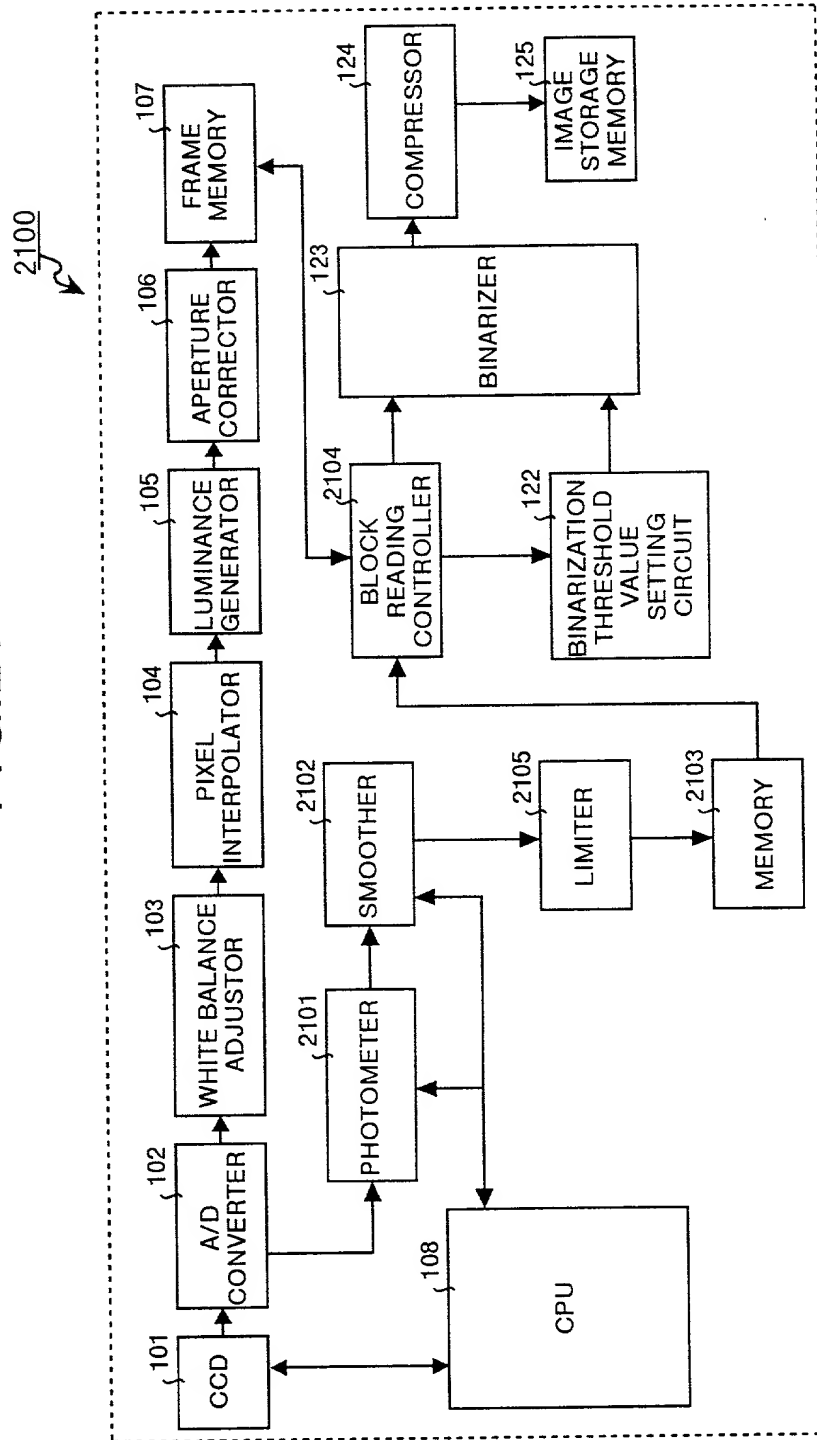 2100
101
CCD
102
A/D
CONVERTER
103
WHITE BALANCE
ADJUSTOR
104
PIXEL
INTERPOLATOR
105
LUMINANCE
GENERATOR
106
APERTURE
CORRECTOR
107
FRAME
MEMORY
108
CPU
2101
PHOTOMETER
2102
SMOOTHER
2105
LIMITER
2103
MEMORY
2104
BLOCK
READING
CONTROLLER
122
BINARIZATION
THRESHOLD
VALUE
SETTING
CIRCUIT
123
BINARIZER
124
COMPRESSOR
125
IMAGE
STORAGE
MEMORY